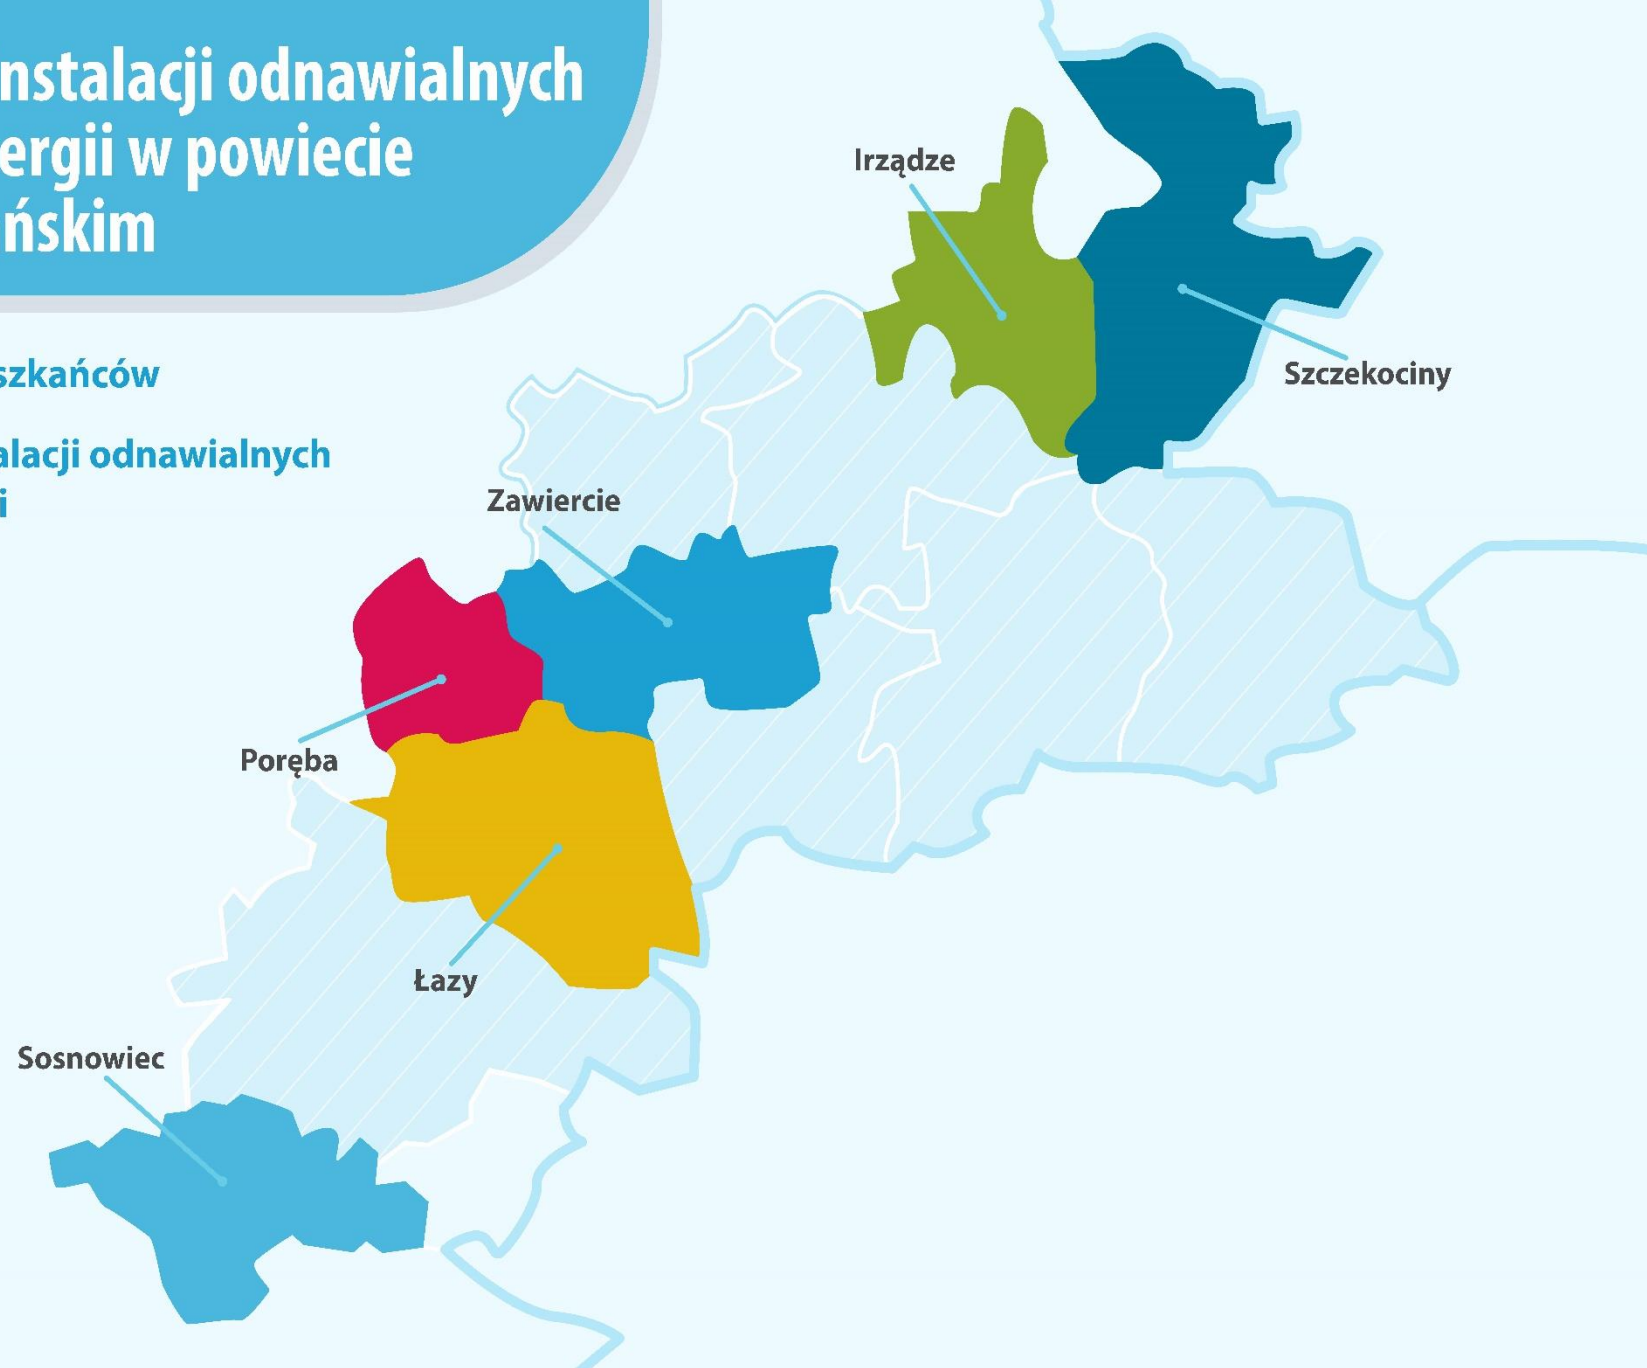 nstalacji odnawialnych
ergii w powiecie
ńskim
szkańców
alacji odnawialnych
i
Irządze
Szczekociny
Zawiercie
Poręba
Łazy
Sosnowiec